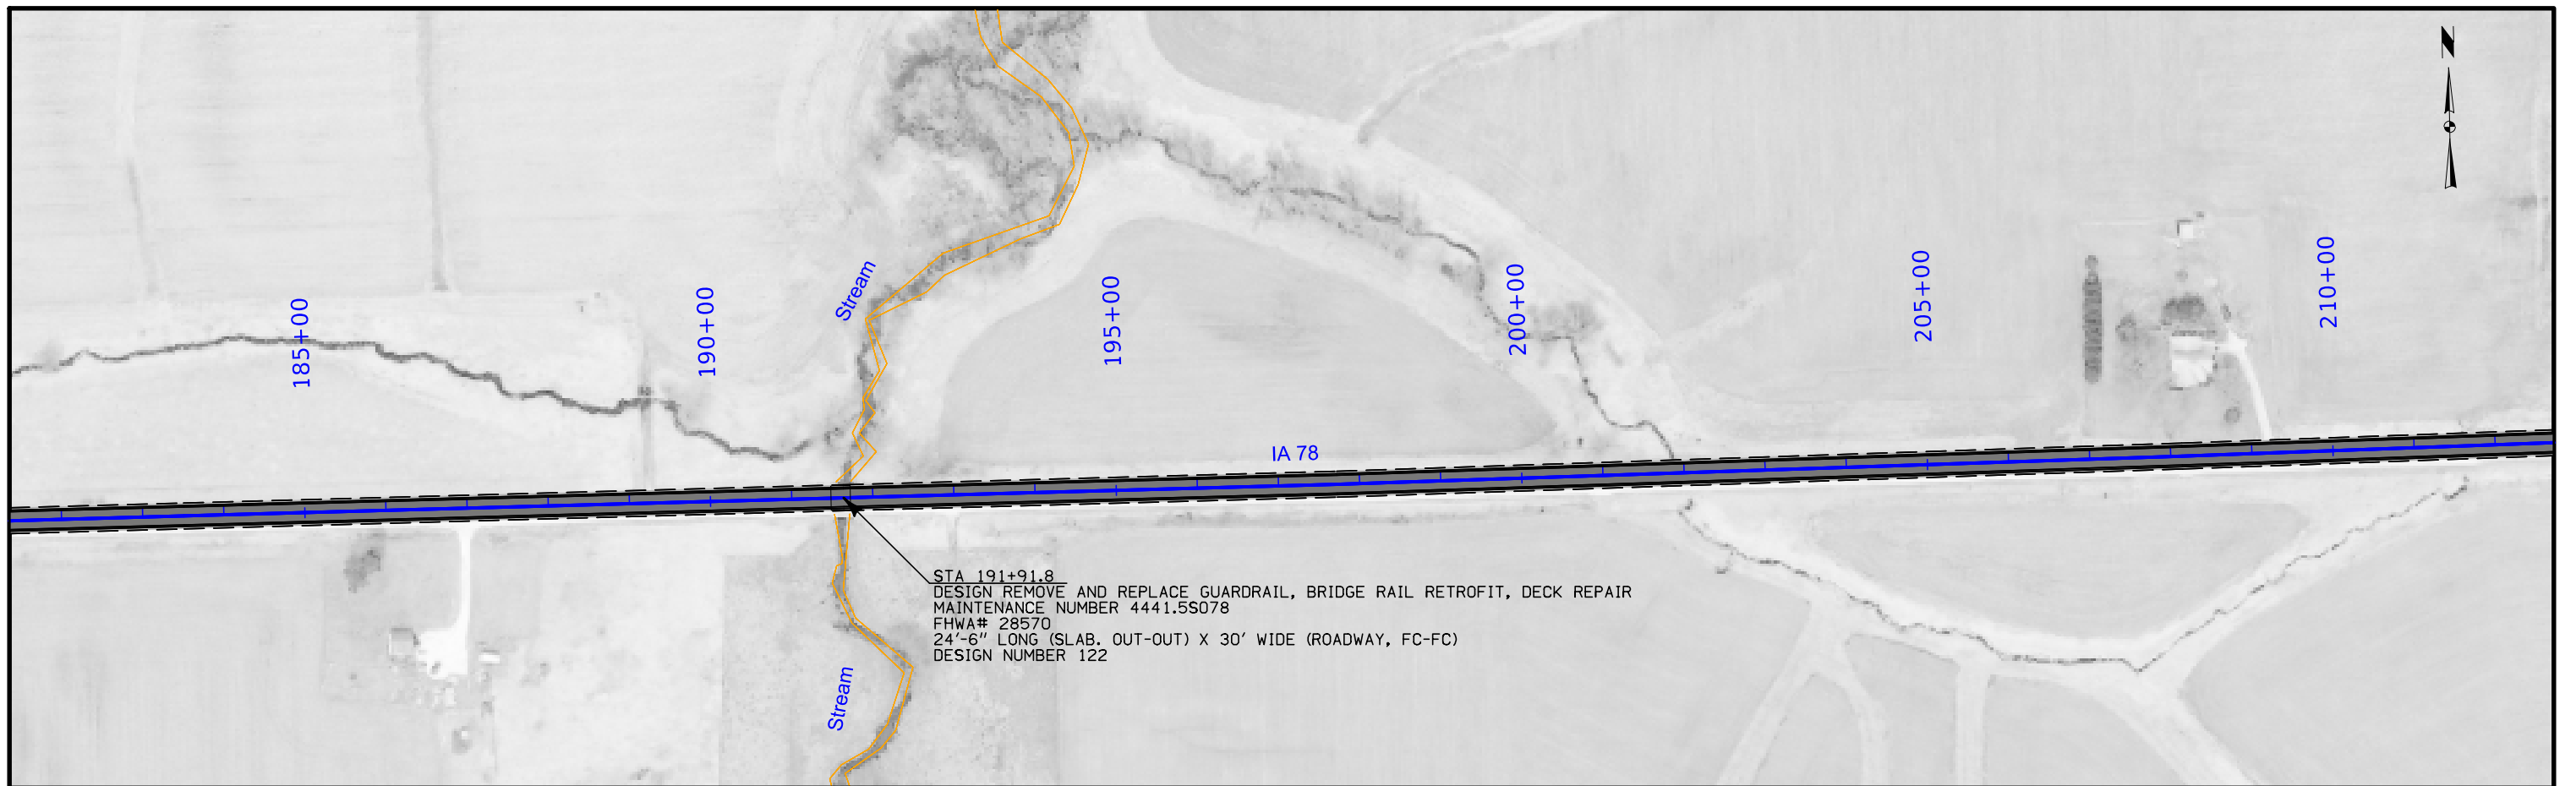 N
Stream
185+00
190+00
195+00
200+00
205+00
210+00
IA 78
STA 191+91.8
DESIGN REMOVE AND REPLACE GUARDRAIL, BRIDGE RAIL RETROFIT, DECK REPAIR
MAINTENANCE NUMBER 4441.5S078
FHWA# 28570
24'-6" LONG (SLAB. OUT-OUT) X 30' WIDE (ROADWAY, FC-FC)
DESIGN NUMBER 122
Stream